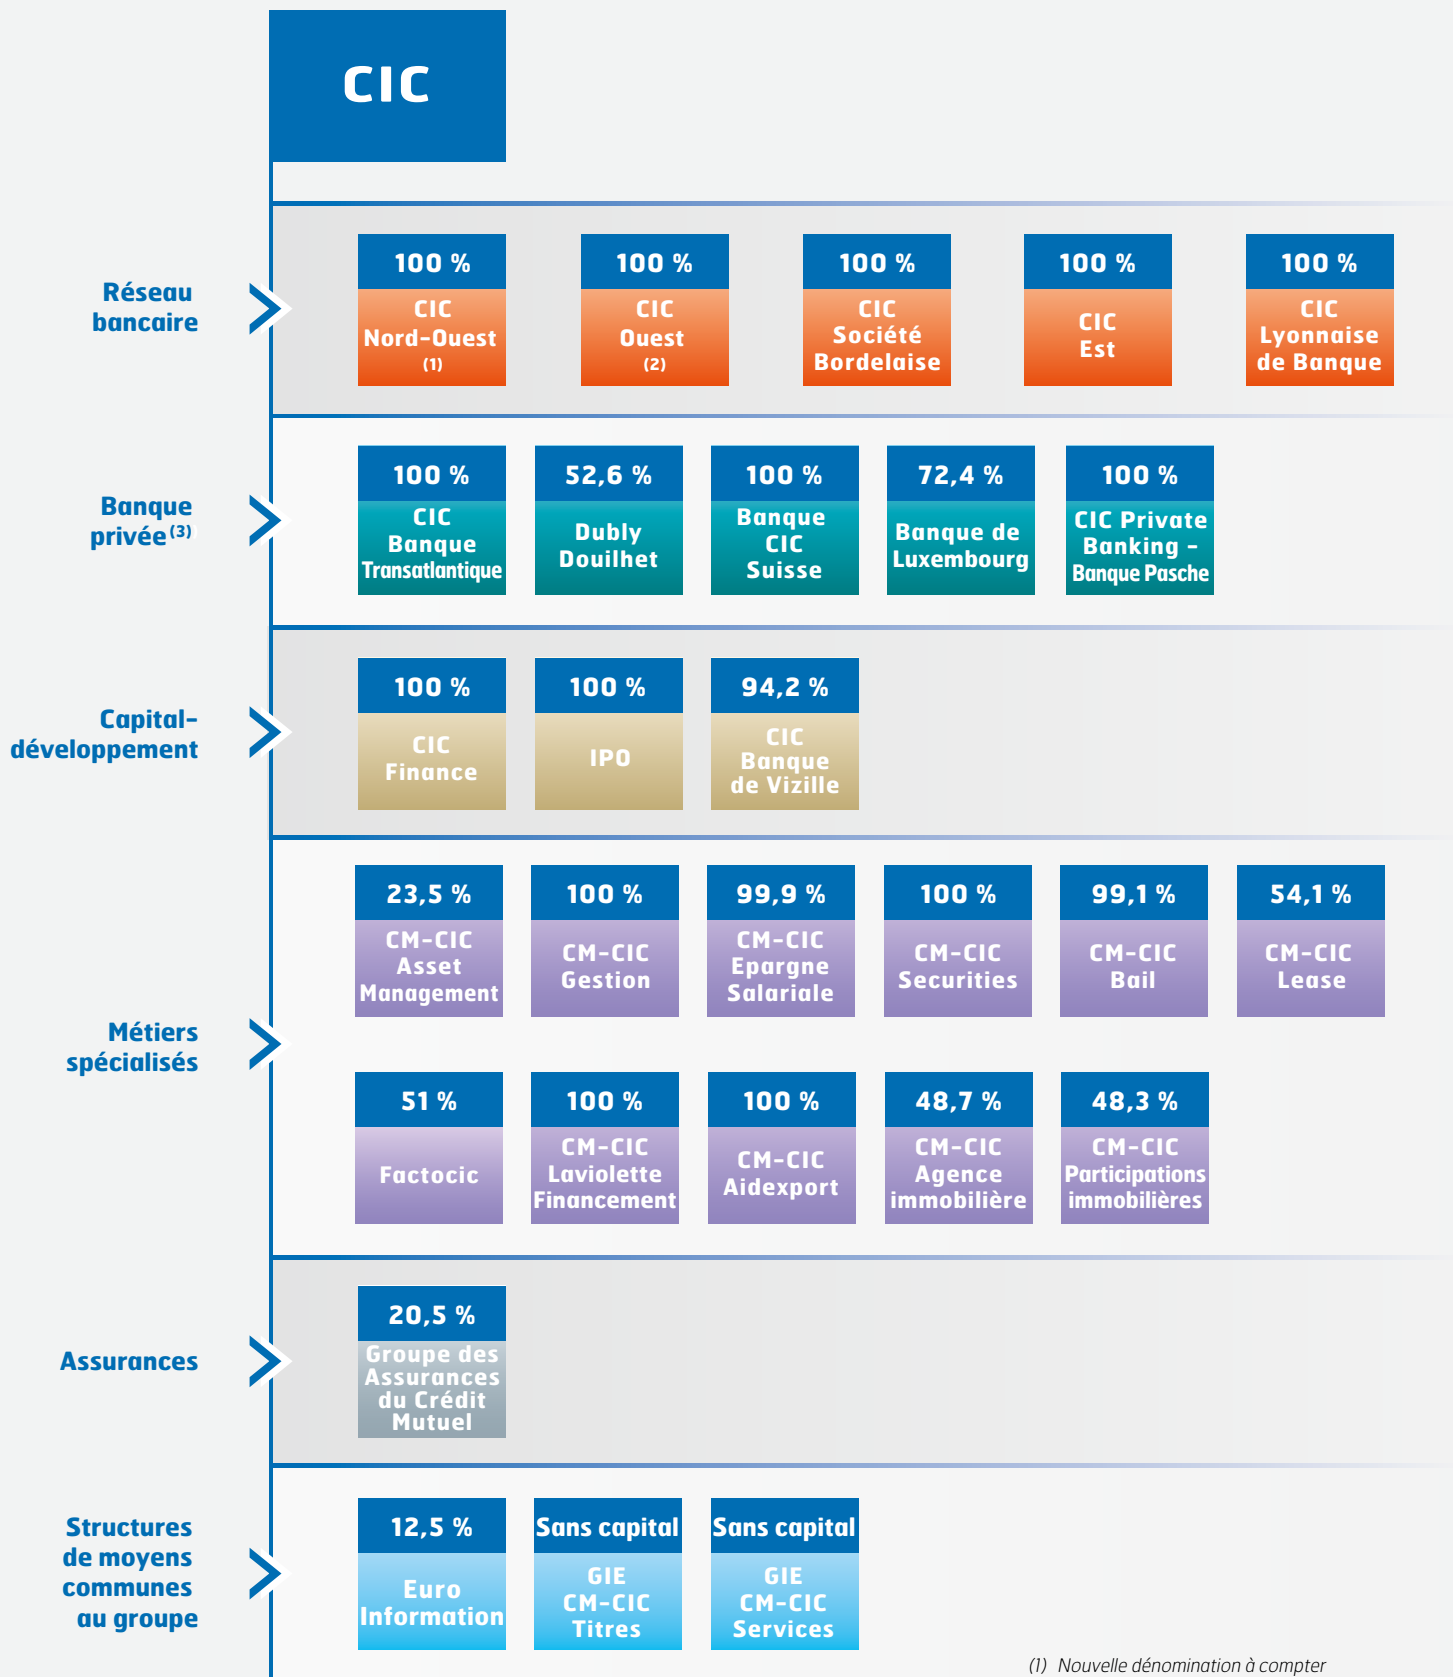 CIC
Réseau
bancaire
100 %
CIC
Nord-Ouest
(1)
100 %
CIC
Ouest
(2)
100 %
CIC
Société
Bordelaise
100 %
CIC
Est
100 %
CIC
Lyonnaise
de Banque
Banque
privée (3)
100 %
CIC
Banque
Transatlantique
52,6 %
Dubly
Douilhet
100 %
Banque
CIC
Suisse
72,4 %
Banque de
Luxembourg
100 %
CIC Private
Banking -
Banque Pasche
Capital-
développement
100 %
CIC
Finance
100 %
IPO
94,2 %
CIC
Banque
de Vizille
Métiers
spécialisés
23,5 %
CM-CIC
Asset
Management
100 %
CM-CIC
Gestion
99,9 %
CM-CIC
Epargne
Salariale
100 %
CM-CIC
Securities
99,1 %
CM-CIC
Bail
54,1 %
CM-CIC
Lease
51 %
Factocic
100 %
CM-CIC
Laviolette
Financement
100 %
CM-CIC
Aidexport
48,7 %
CM-CIC
Agence
immobilière
48,3 %
CM-CIC
Participations
immobilières
Assurances
20,5 %
Groupe des
Assurances
du Crédit
Mutuel
Structures
de moyens
communes
au groupe
12,5 %
Euro
Information
Sans capital
GIE
CM-CIC
Titres
Sans capital
GIE
CM-CIC
Services
(1) Nouvelle dénomination à compter